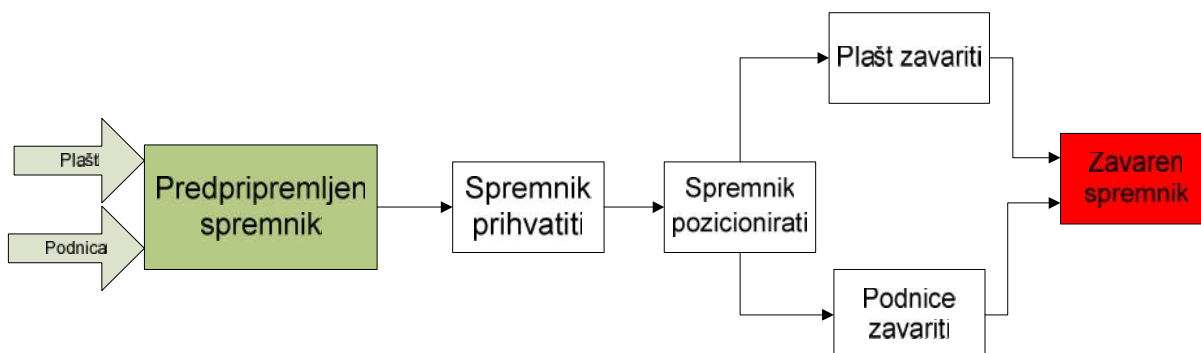 Plašt
Podnica
Predpripremljen
spremnik
Spremnik
prihvatiti
Spremnik
pozicionirati
Plašt zavariti
Podnice
zavariti
Zavaren
spremnik